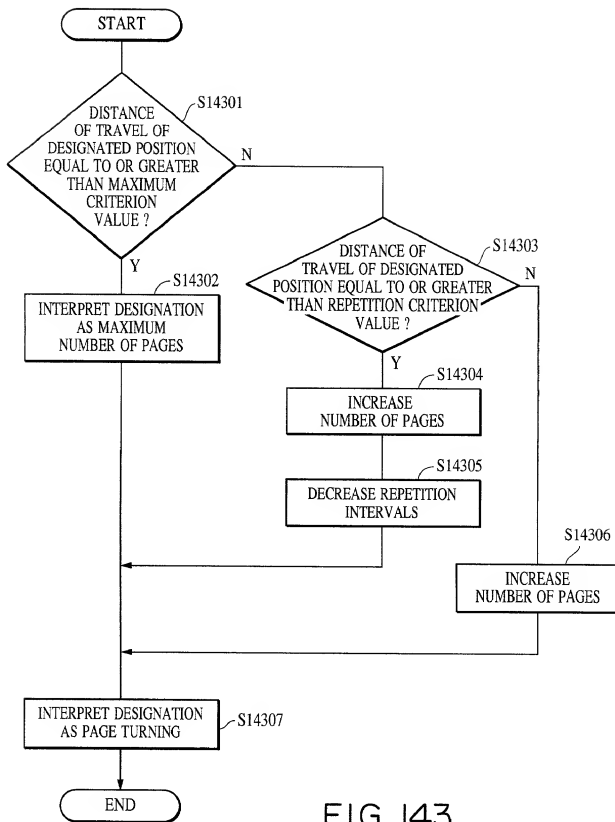 START
S14301
DISTANCE
OF TRAVEL OF
DESIGNATED POSITION
EQUAL TO OR GREATER
THAN MAXIMUM
CRITERION
VALUE ?
N
Y
S14302
INTERPRET DESIGNATION
AS MAXIMUM
NUMBER OF PAGES
S14303
DISTANCE OF
TRAVEL OF DESIGNATED
POSITION EQUAL TO OR GREATER
THAN REPETITION CRITERION
VALUE ?
N
Y
S14304
INCREASE
NUMBER OF PAGES
S14305
DECREASE REPETITION
INTERVALS
S14306
INCREASE
NUMBER OF PAGES
INTERPRET DESIGNATION
AS PAGE TURNING
S14307
END
FIG. 143